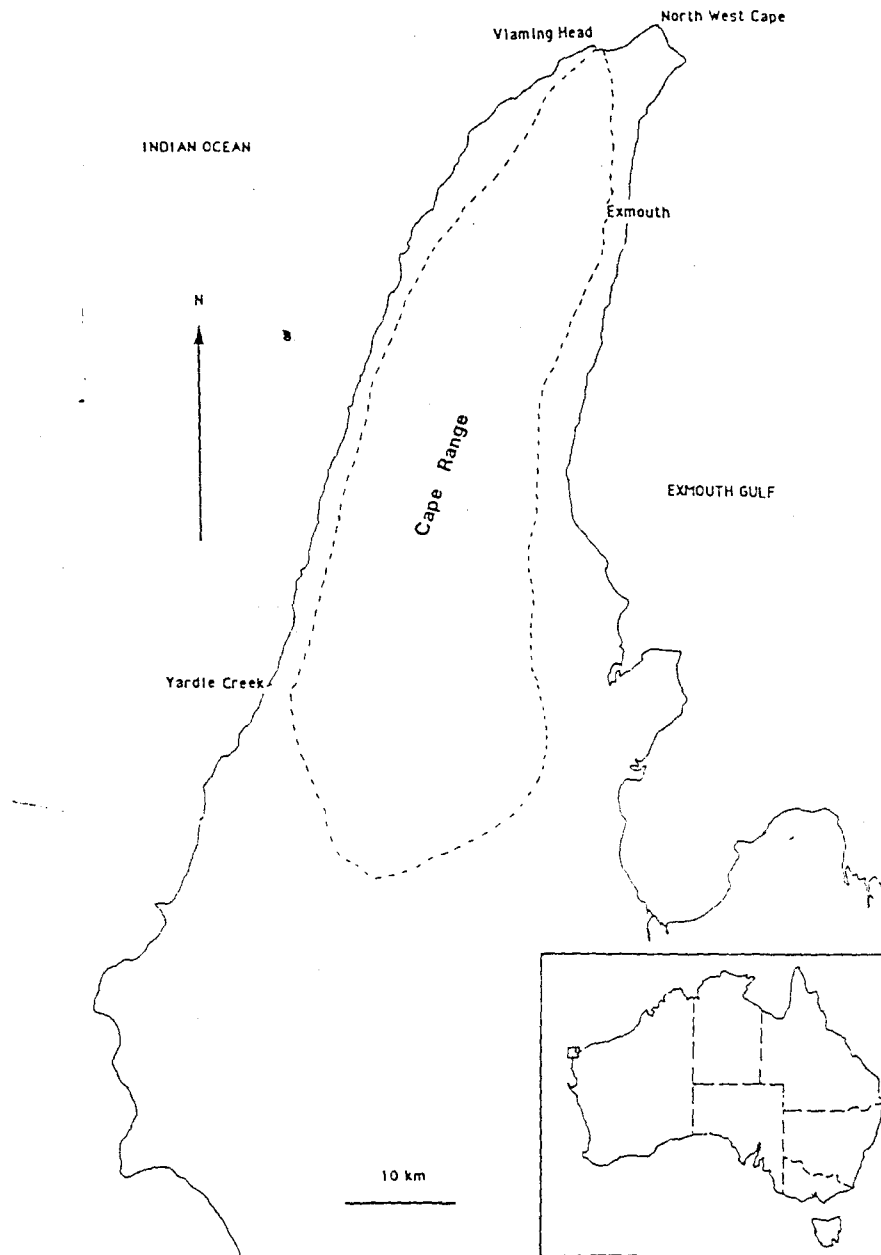 North West Cape
Vlaming Head
INDIAN OCEAN
Exmouth
N
Cape Range
EXMOUTH GULF
Yardie Creek
10 km